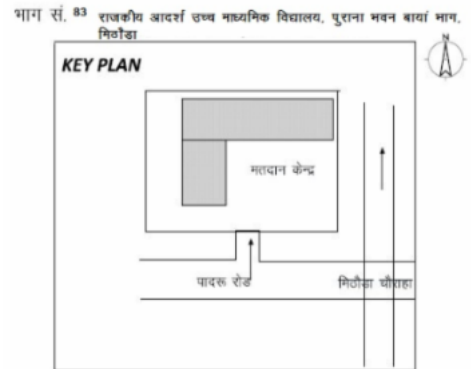 भाग सं. 83 राजकीय आदर्श उच्च माध्यमिक विद्यालय, पुराना भवन बायां भाग,
मिठौडा
N
KEY PLAN
मतदान केन्द्र
पादरू रोड
मिठौडा चौराहा